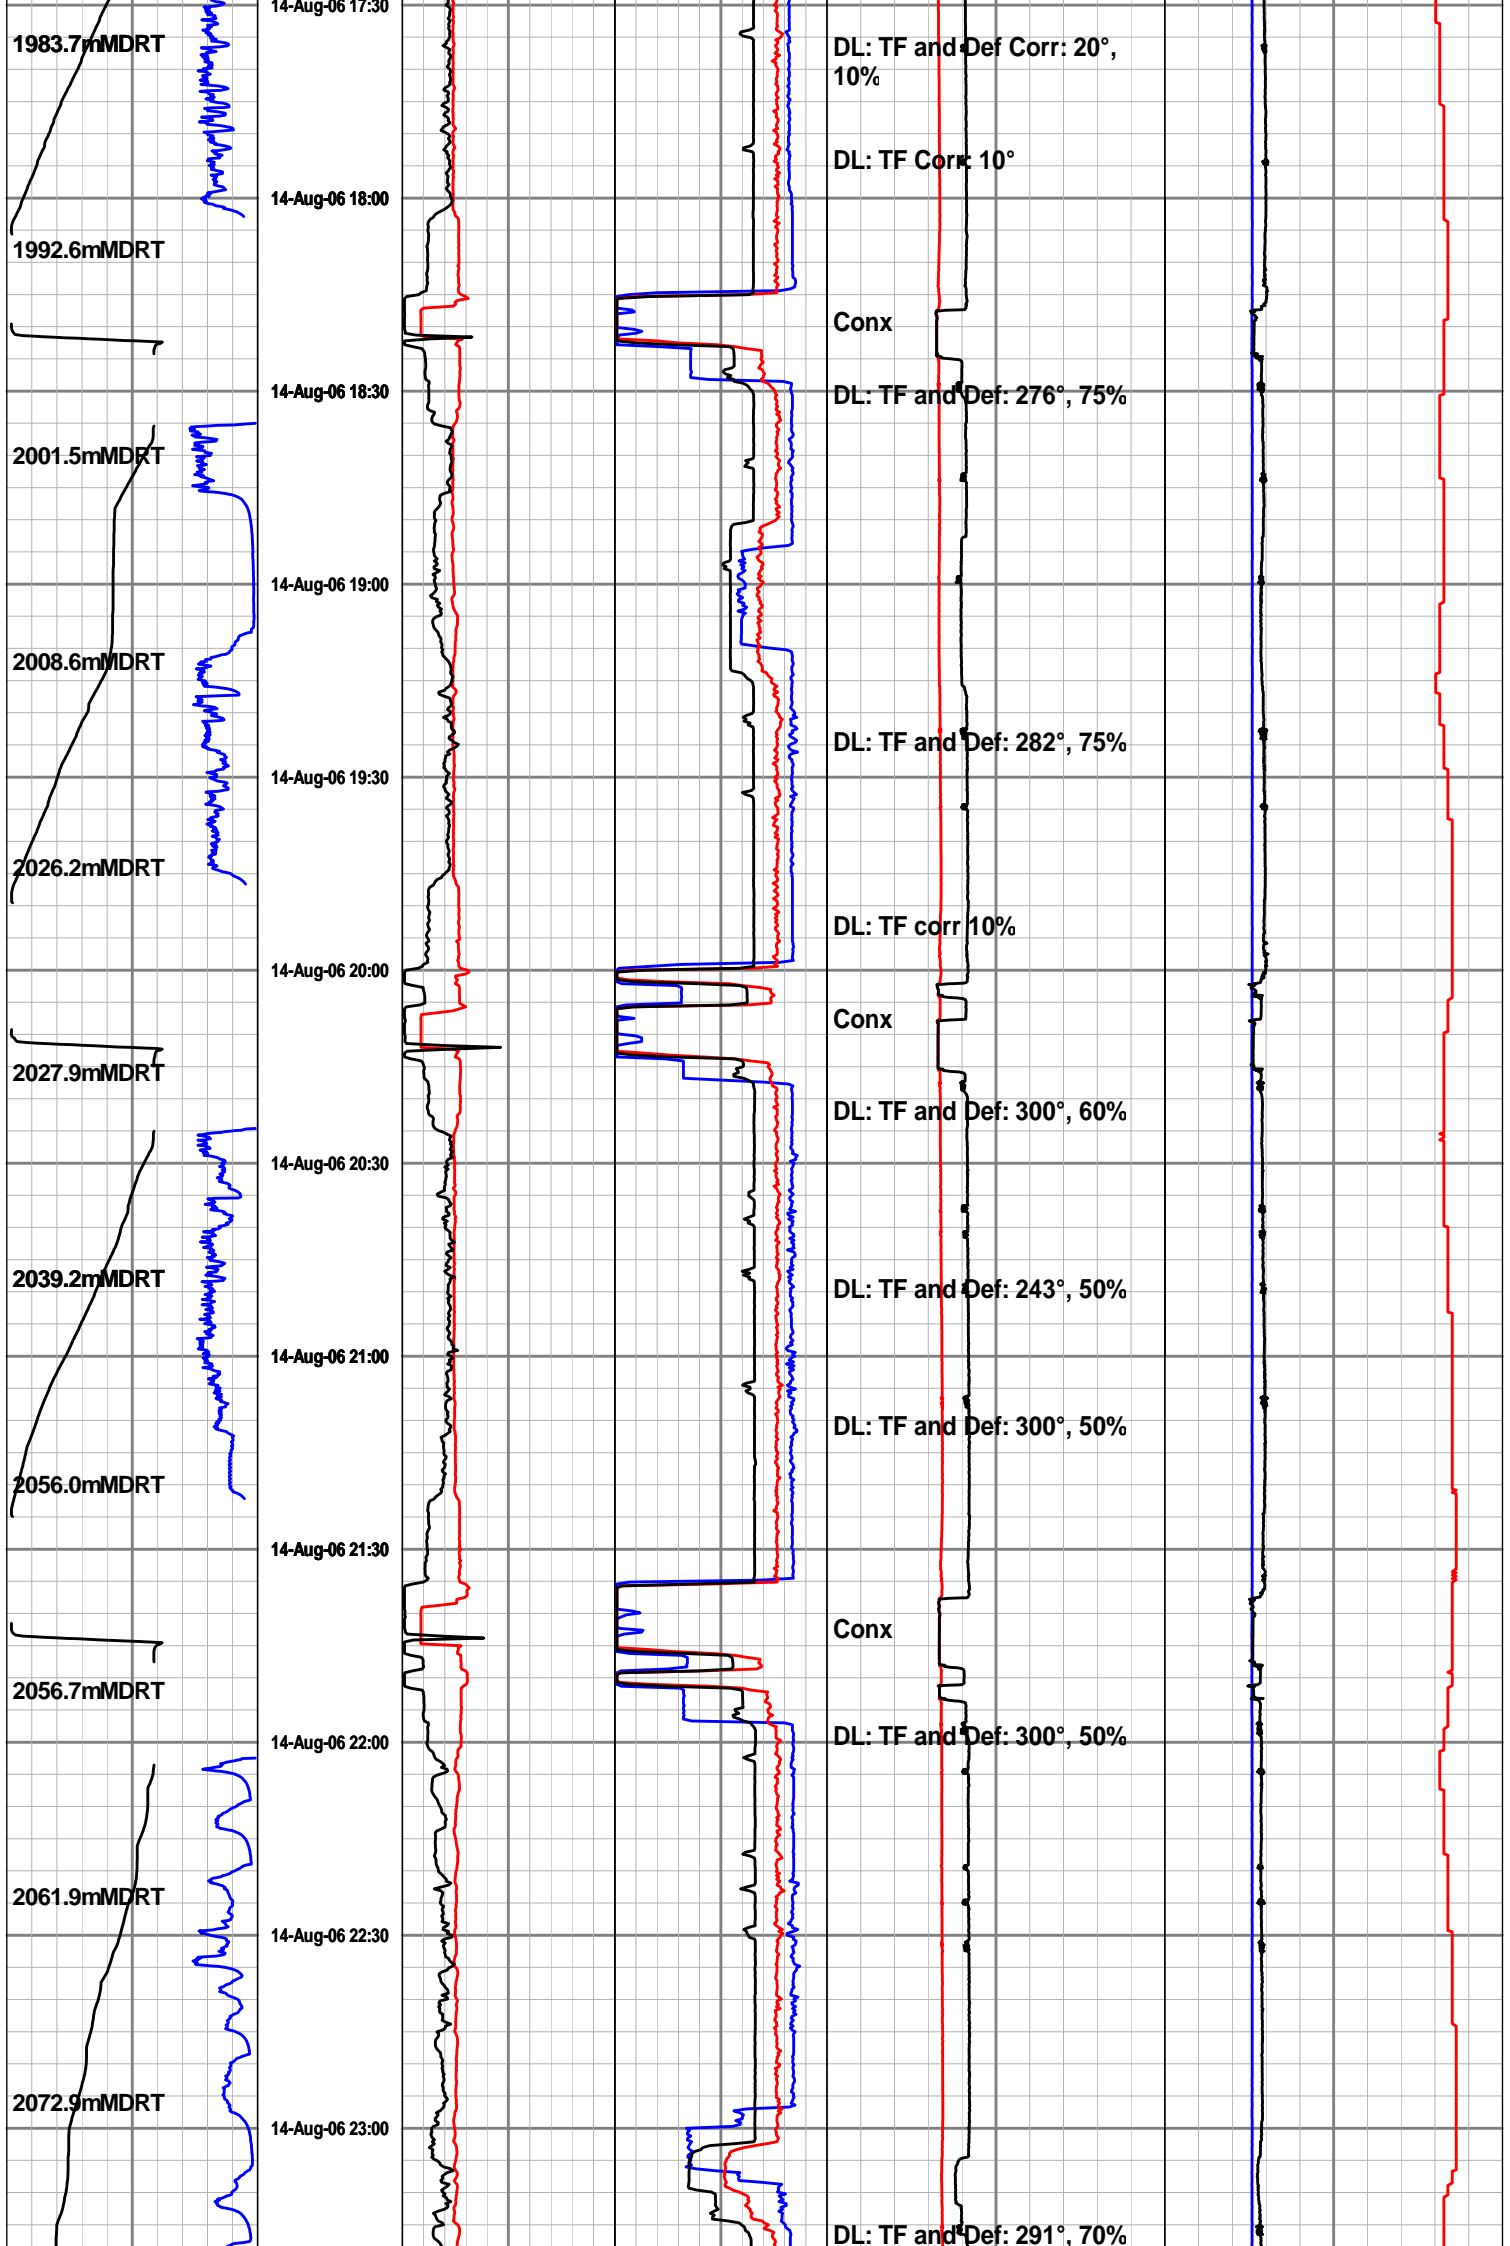 14-Aug-06 17:30
1983.7mMDRT
DL: TF and Def Corr: 20°,
10%
DL: TF Corr: 10°
14-Aug-06 18:00
1992.6mMDRT
Conx
14-Aug-06 18:30
DL: TF and Def: 276°, 75%
2001.5mMDRT
14-Aug-06 19:00
2008.6mMDRT
DL: TF and Def: 282°, 75%
14-Aug-06 19:30
2026.2mMDRT
DL: TF corr 10%
14-Aug-06 20:00
Conx
2027.9mMDRT
DL: TF and Def: 300°, 60%
14-Aug-06 20:30
2039.2mMDRT
DL: TF and Def: 243°, 50%
14-Aug-06 21:00
DL: TF and Def: 300°, 50%
2056.0mMDRT
14-Aug-06 21:30
Conx
2056.7mMDRT
DL: TF and Def: 300°, 50%
14-Aug-06 22:00
2061.9mMDRT
14-Aug-06 22:30
2072.9mMDRT
14-Aug-06 23:00
DL: TF and Def: 291°, 70%